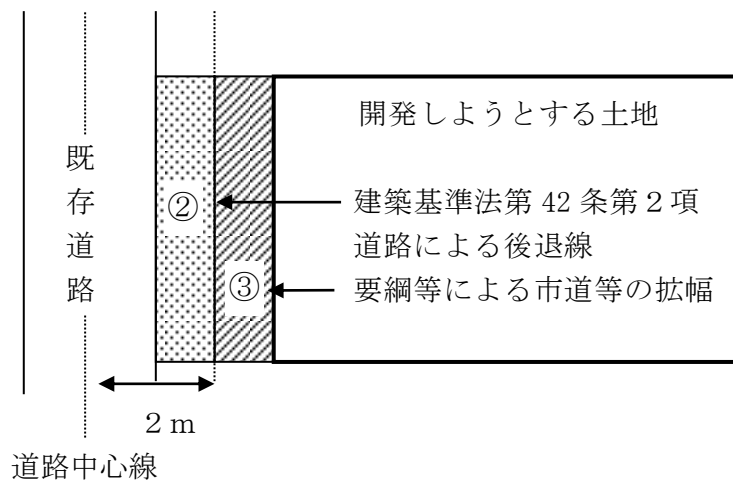 開発しようとする土地
既存道路
②
建築基準法第 42 条第２項
道路による後退線
③
要綱等による市道等の拡幅
２ｍ
道路中心線